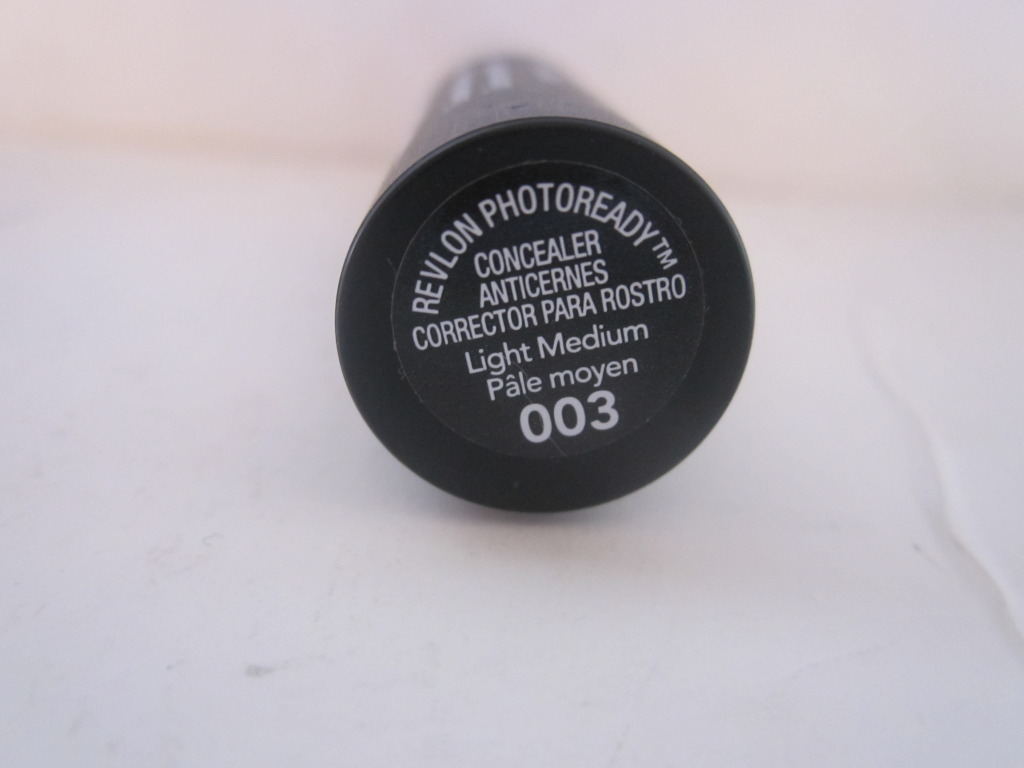 REVLON PHOTOREADY™
CONCEALER
ANTICERNES
CORRECTOR PARA ROSTRO
Light Medium
Pâle moyen
003